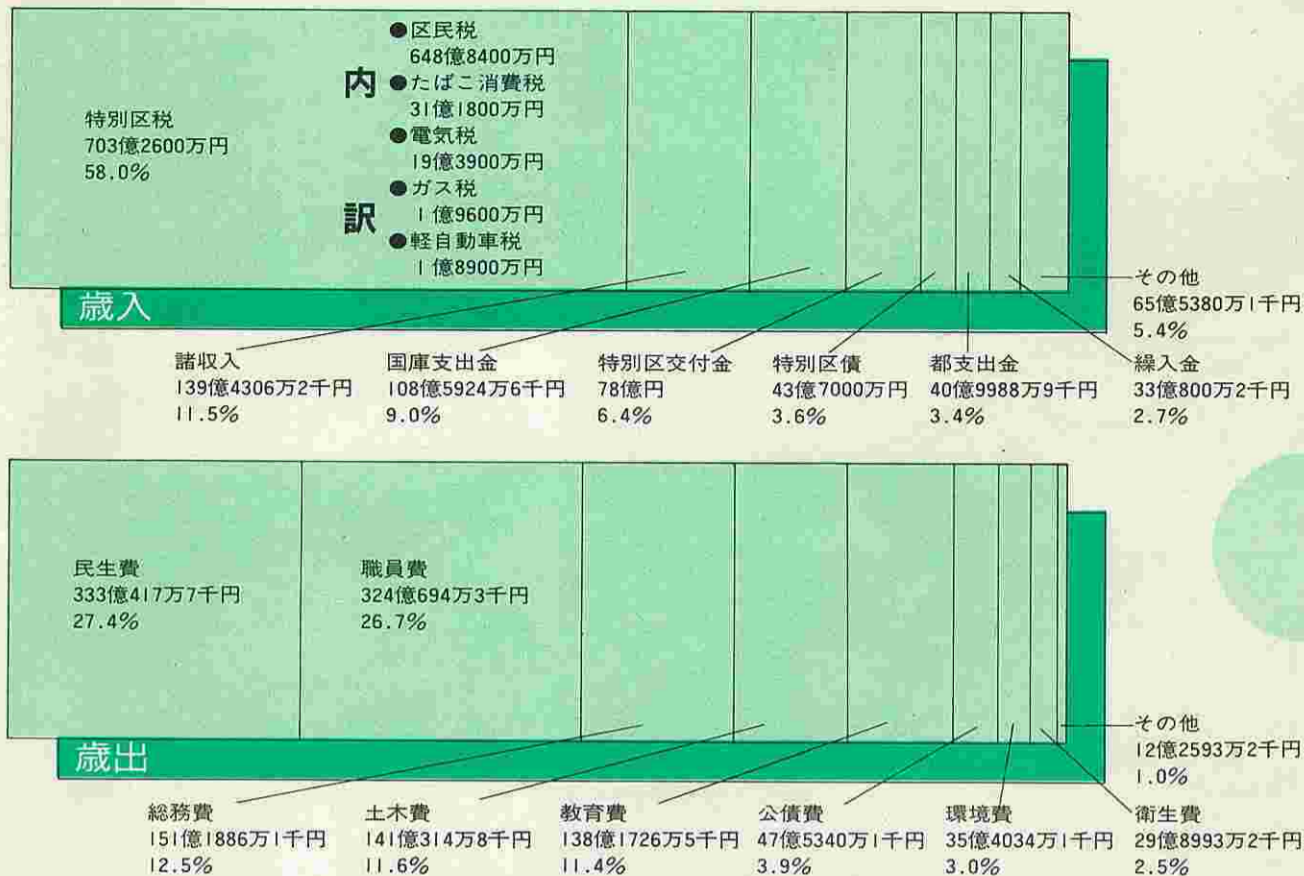 特別区税
703億2600万円
58.0%
内訳
●区民税
648億8400万円
●たばこ消費税
31億1800万円
●電気税
19億3900万円
●ガス税
1億9600万円
●軽自動車税
1億8900万円
歳入
諸収入
139億4306万2千円
11.5%
国庫支出金
108億5924万6千円
9.0%
特別区交付金
78億円
6.4%
特別区債
43億7000万円
3.6%
都支出金
40億9988万9千円
3.4%
繰入金
33億800万2千円
2.7%
その他
65億5380万1千円
5.4%
民生費
333億417万7千円
27.4%
職員費
324億694万3千円
26.7%
歳出
総務費
151億1886万1千円
12.5%
土木費
141億314万8千円
11.6%
教育費
138億1726万5千円
11.4%
公債費
47億5340万1千円
3.9%
環境費
35億4034万1千円
3.0%
衛生費
29億8993万2千円
2.5%
その他
12億2593万2千円
1.0%